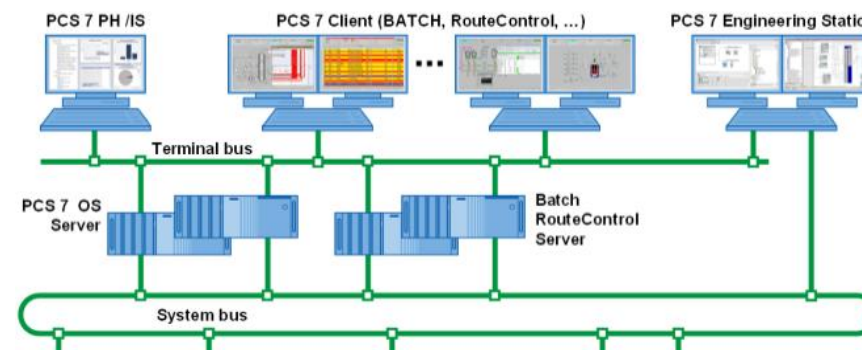 PCS 7 PH /IS
PCS 7 Client (BATCH, RouteControl, ...)
PCS 7 Engineering Static
Terminal bus
PCS 7 OS
Server
Batch
RouteControl
Server
System bus